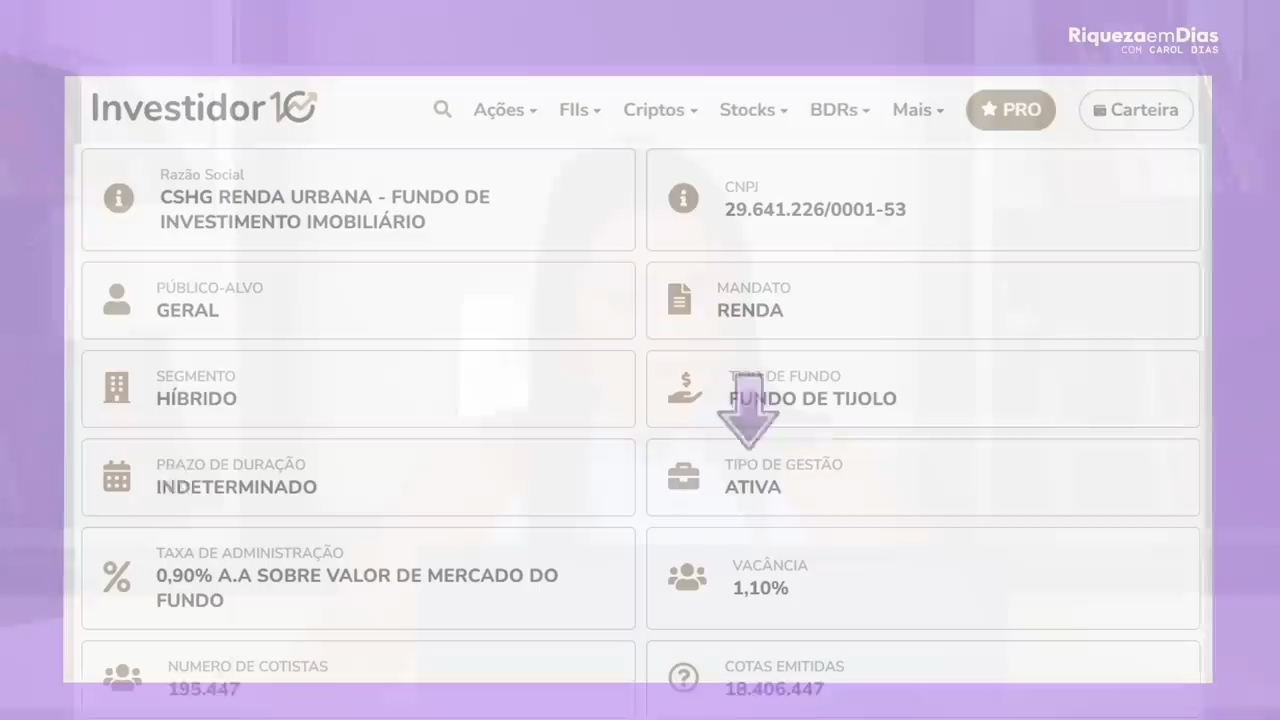 RiquezaemDias
COM CAROL DIAS
Investidor10
Ações
FIIs
Criptos
Stocks
BDRs
Mais
PRO
Carteira
Razão Social
CSHG RENDA URBANA - FUNDO DE
INVESTIMENTO IMOBILIÁRIO
CNPJ
29.641.226/0001-53
PÚBLICO-ALVO
GERAL
MANDATO
RENDA
SEGMENTO
HÍBRIDO
TIPO DE FUNDO
FUNDO DE TIJOLO
PRAZO DE DURAÇÃO
INDETERMINADO
TIPO DE GESTÃO
ATIVA
TAXA DE ADMINISTRAÇÃO
0,90% A.A SOBRE VALOR DE MERCADO DO
FUNDO
VACÂNCIA
1,10%
NUMERO DE COTISTAS
195.447
COTAS EMITIDAS
18.406.447